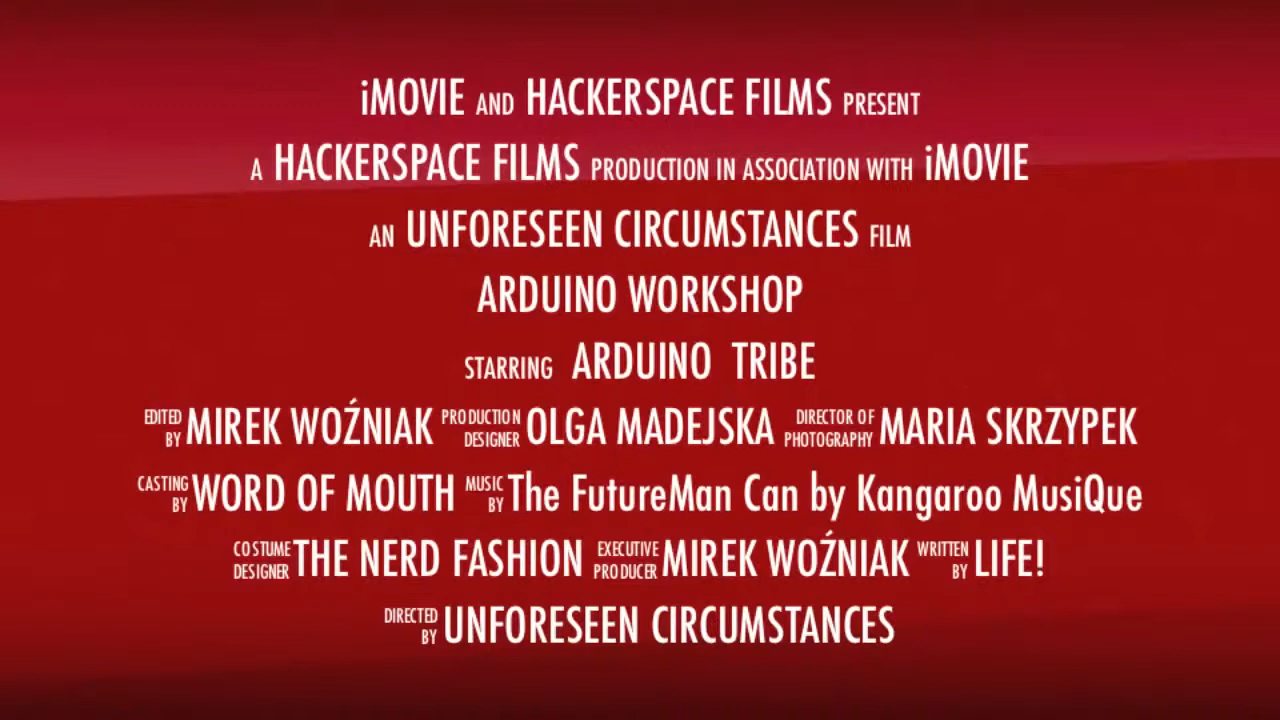 iMOVIE AND HACKERSPACE FILMS PRESENT
A HACKERSPACE FILMS PRODUCTION IN ASSOCIATION WITH iMOVIE
AN UNFORESEEN CIRCUMSTANCES FILM
ARDUINO WORKSHOP
STARRING ARDUINO TRIBE
EDITED BY MIREK WOŹNIAK PRODUCTION DESIGNER OLGA MADEJSKA DIRECTOR OF PHOTOGRAPHY MARIA SKRZYPEK
CASTING BY WORD OF MOUTH MUSIC BY The FutureMan Can by Kangaroo MusiQue
COSTUME DESIGNER THE NERD FASHION EXECUTIVE PRODUCER MIREK WOŹNIAK WRITTEN BY LIFE!
DIRECTED BY UNFORESEEN CIRCUMSTANCES